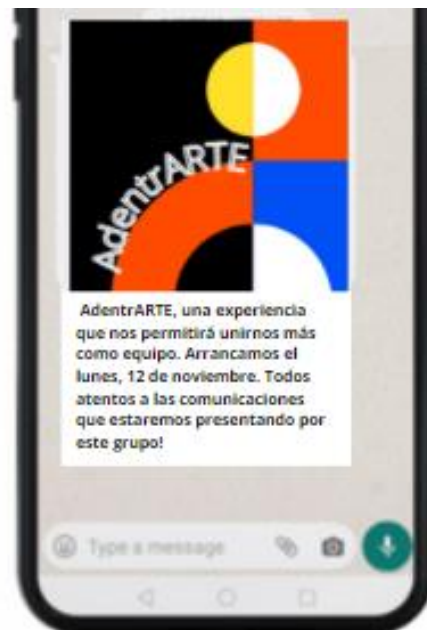 AdentrARTE
AdentrARTE, una experiencia
que nos permitirá unirnos más
como equipo. Arrancamos el
lunes, 12 de noviembre. Todos
atentos a las comunicaciones
que estaremos presentando por
este grupo!
Type a message